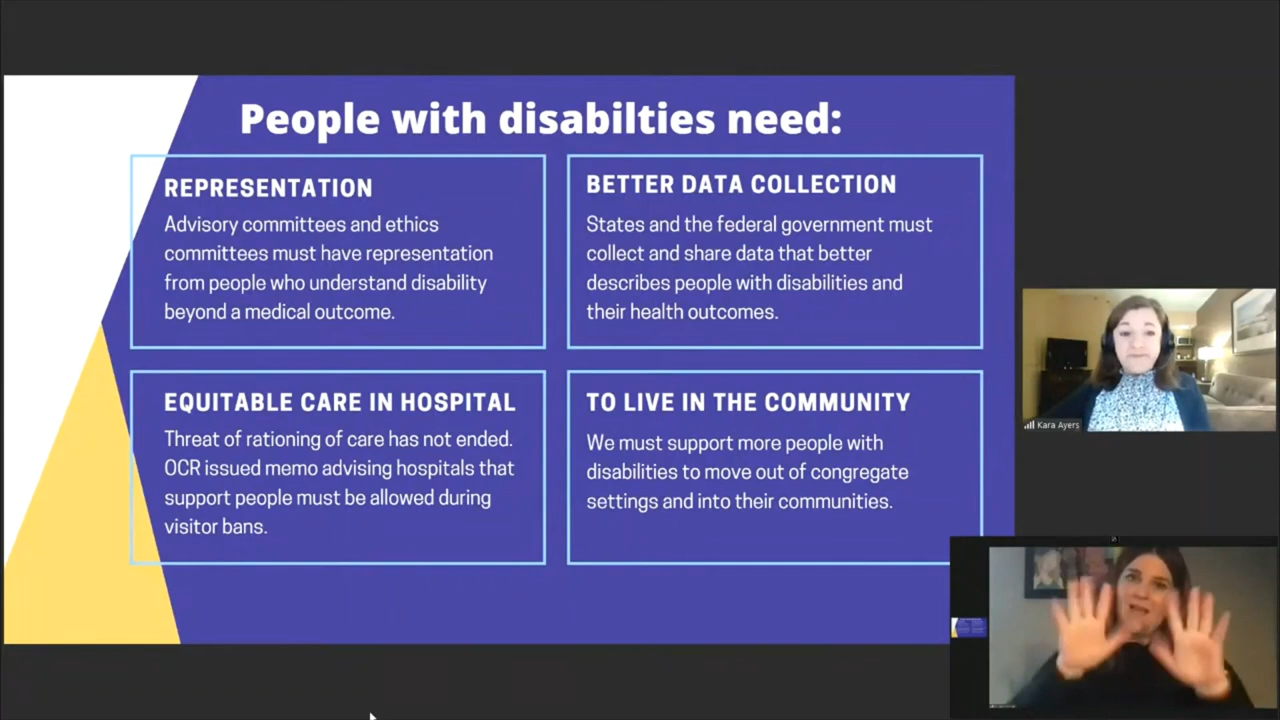 People with disabilties need:
REPRESENTATION
Advisory committees and ethics
committees must have representation
from people who understand disability
beyond a medical outcome.
BETTER DATA COLLECTION
States and the federal government must
collect and share data that better
describes people with disabilities and
their health outcomes.
EQUITABLE CARE IN HOSPITAL
Threat of rationing of care has not ended.
OCR issued memo advising hospitals that
support people must be allowed during
visitor bans.
TO LIVE IN THE COMMUNITY
We must support more people with
disabilities to move out of congregate
settings and into their communities.
Kara Ayers